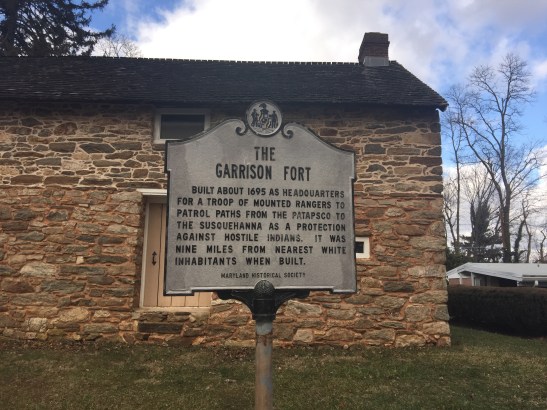 THE
GARRISON FORT
BUILT ABOUT 1695 AS HEADQUARTERS
FOR A TROOP OF MOUNTED RANGERS TO
PATROL PATHS FROM THE PATAPSCO TO
THE SUSQUEHANNA AS A PROTECTION
AGAINST HOSTILE INDIANS. IT WAS
NINE MILES FROM NEAREST WHITE
INHABITANTS WHEN BUILT.
MARYLAND HISTORICAL SOCIETY